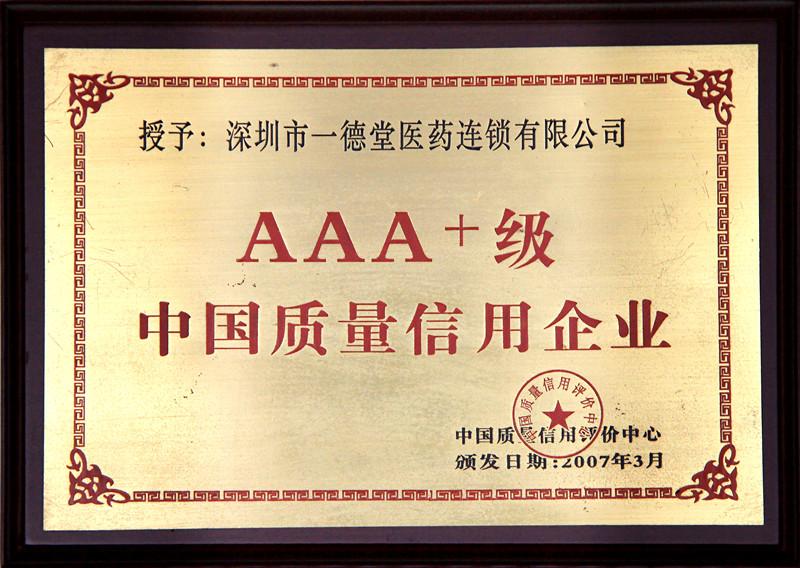 授予：深圳市一德堂医药连锁有限公司
AAA+级
中国质量信用企业
中国质量信用评价中心
中国质量信用评价中心
颁发日期:2007年3月